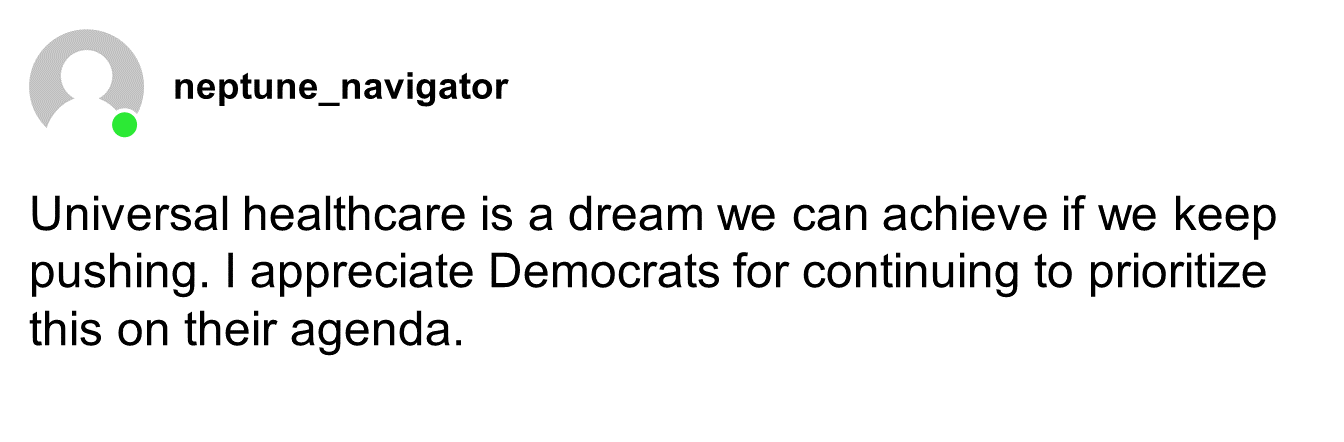 neptune_navigator
Universal healthcare is a dream we can achieve if we keep
pushing. I appreciate Democrats for continuing to prioritize
this on their agenda.